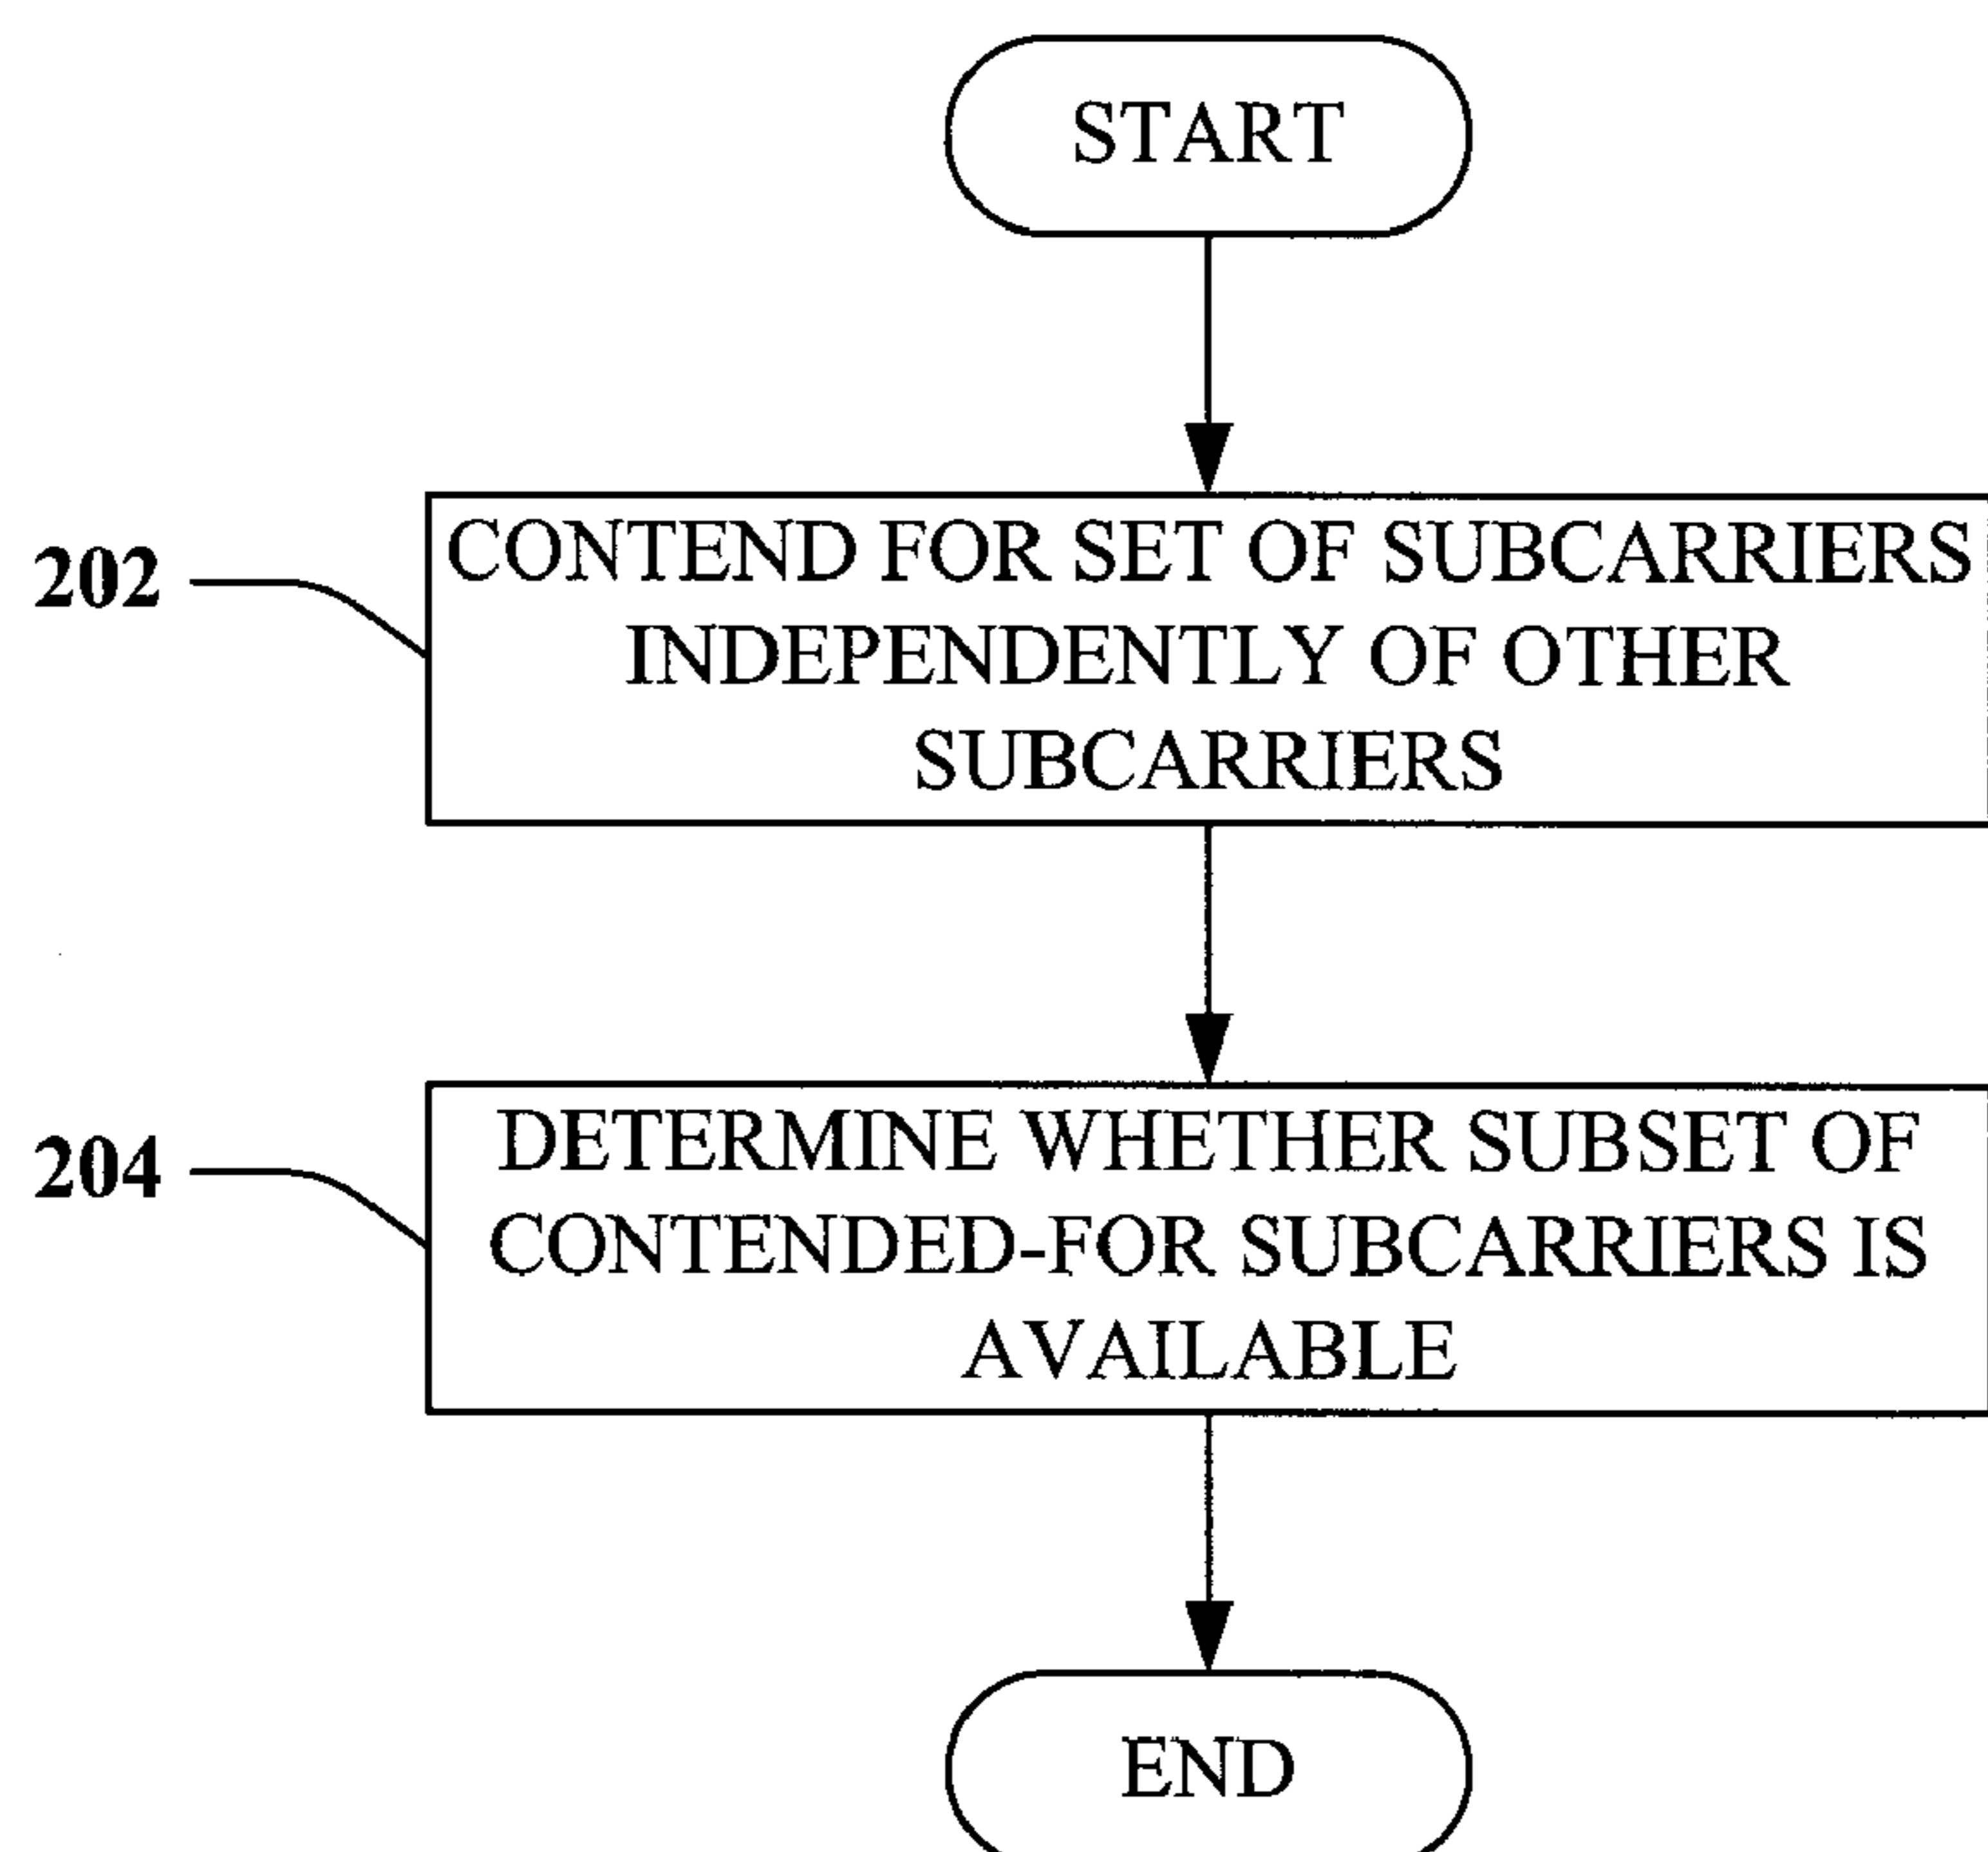 START
202
CONTEND FOR SET OF SUBCARRIERS
INDEPENDENTLY OF OTHER
SUBCARRIERS
204
DETERMINE WHETHER SUBSET OF
CONTENDED-FOR SUBCARRIERS IS
AVAILABLE
END